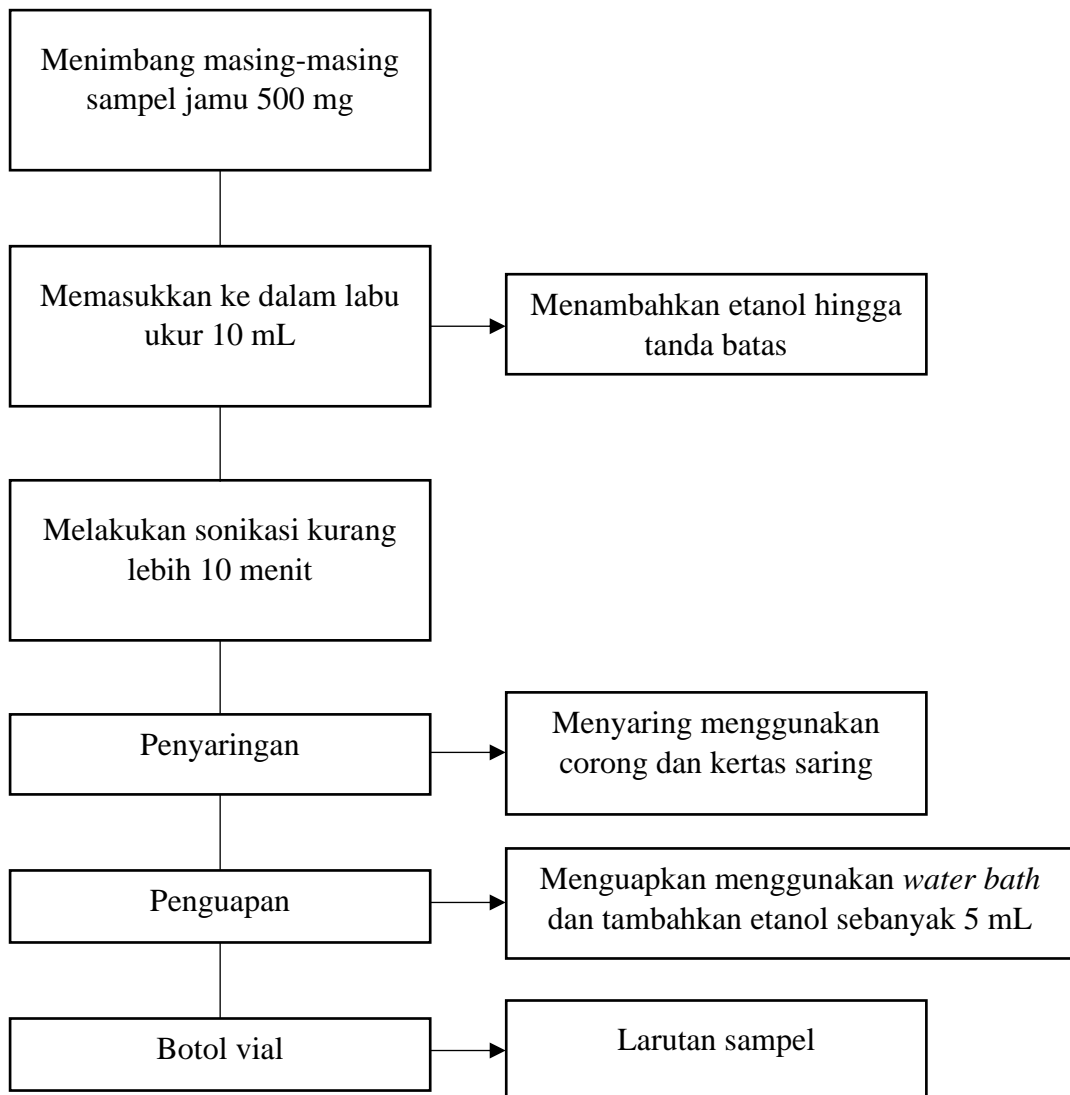 Menimbang masing-masing
sampel jamu 500 mg
Memasukkan ke dalam labu
ukur 10 mL
Menambahkan etanol hingga
tanda batas
Melakukan sonikasi kurang
lebih 10 menit
Penyaringan
Menyaring menggunakan
corong dan kertas saring
Penguapan
Menguapkan menggunakan water bath
dan tambahkan etanol sebanyak 5 mL
Botol vial
Larutan sampel